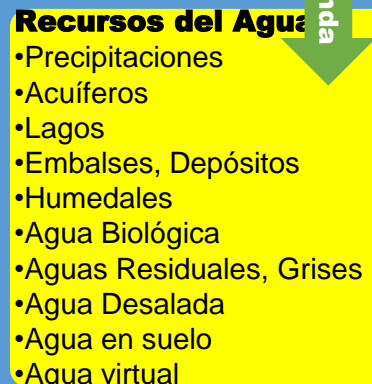 Recursos del Agua
•Precipitaciones
•Acuíferos
•Lagos
•Embalses, Depósitos
•Humedales
•Agua Biológica
•Aguas Residuales, Grises
•Agua Desalada
•Agua en suelo
•Agua virtual